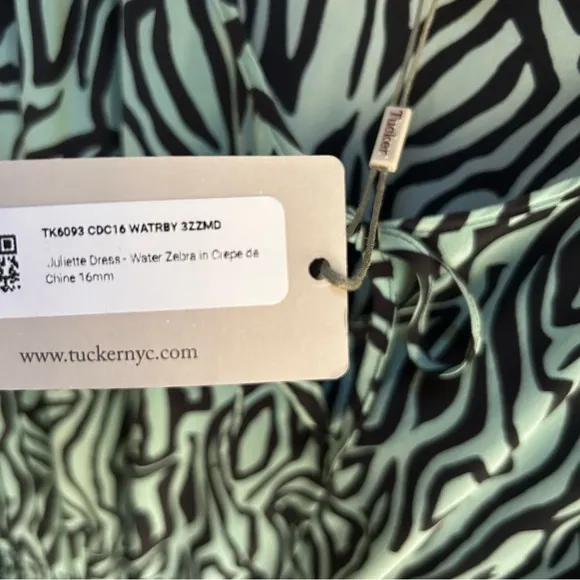 Tucker
TK6093 CDC16 WATRBY 3ZZMD
Juliette Dress - Water Zebra in Crepe de
Chine 16mm
www.tuckernyc.com